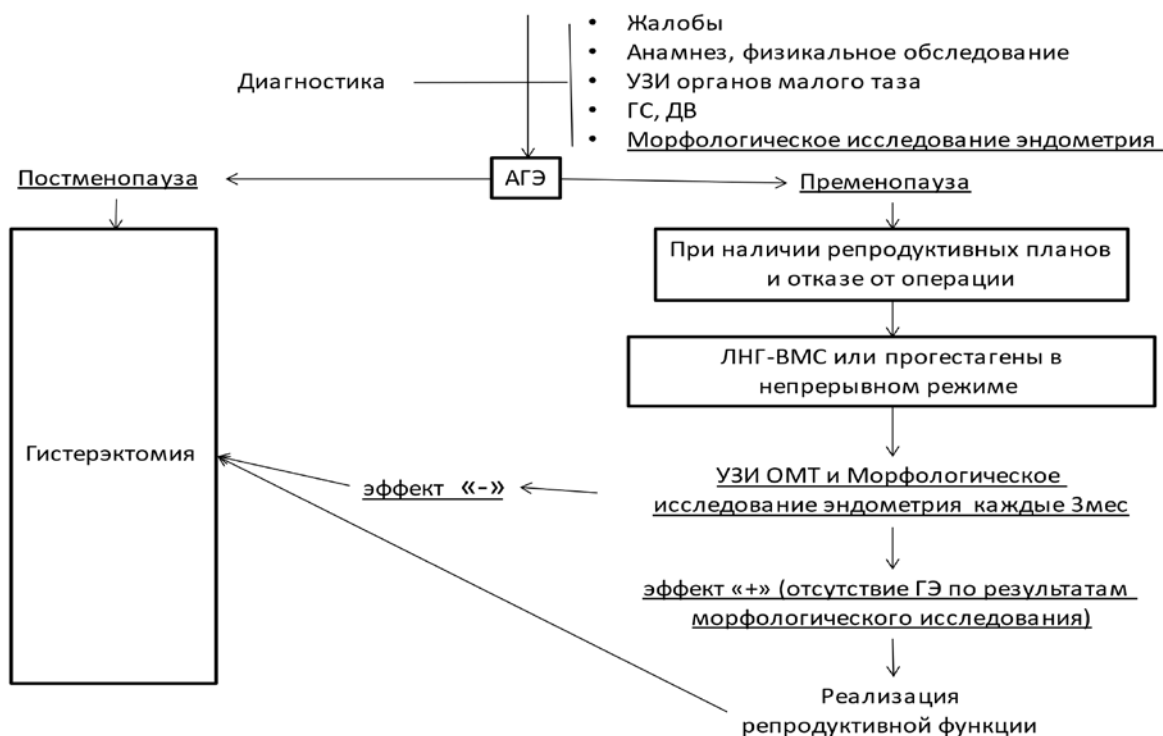 • Жалобы
• Анамнез, физикальное обследование
Диагностика
• УЗИ органов малого таза
• ГС, ДВ
• Морфологическое исследование эндометрия
Постменопауза
АГЭ
Пременопауза
При наличии репродуктивных планов
и отказе от операции
ЛНГ-ВМС или прогестагены в
непрерывном режиме
Гистерэктомия
эффект «-»
УЗИ ОМТ и Морфологическое
исследование эндометрия каждые 3мес
эффект «+» (отсутствие ГЭ по результатам
морфологического исследования)
Реализация
репродуктивной функции